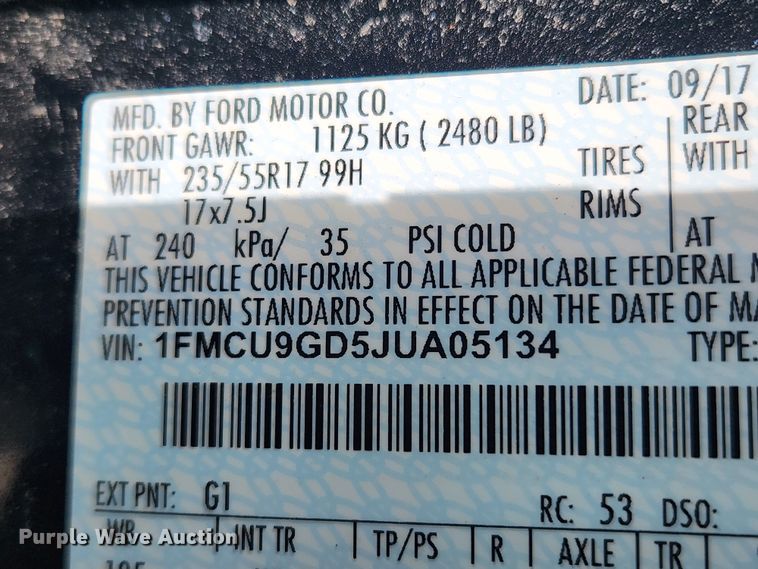 MFD. BY FORD MOTOR CO. DATE: 09/17
FRONT GAWR: 1125 KG ( 2480 LB) REAR
WITH 235/55R17 99H TIRES WITH
17x7.5J RIMS
AT 240 kPa/ 35 PSI COLD AT
THIS VEHICLE CONFORMS TO ALL APPLICABLE FEDERAL
PREVENTION STANDARDS IN EFFECT ON THE DATE OF
VIN: 1FMCU9GD5JUA05134 TYPE:
EXT PNT: G1 RC: 53 DSO:
WB INT TR TP/PS R AXLE TR
Purple Wave Auction